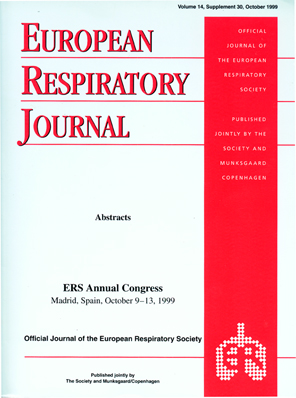 Volume 14, Supplement 30, October 1999
EUROPEAN
RESPIRATORY
JOURNAL
OFFICIAL
JOURNAL OF
THE EUROPEAN
RESPIRATORY
SOCIETY
PUBLISHED
JOINTLY BY THE
SOCIETY AND
MUNKSGAARD
COPENHAGEN
Abstracts
ERS Annual Congress
Madrid, Spain, October 9–13, 1999
Official Journal of the European Respiratory Society
Published jointly by
The Society and Munksgaard/Copenhagen
ERS